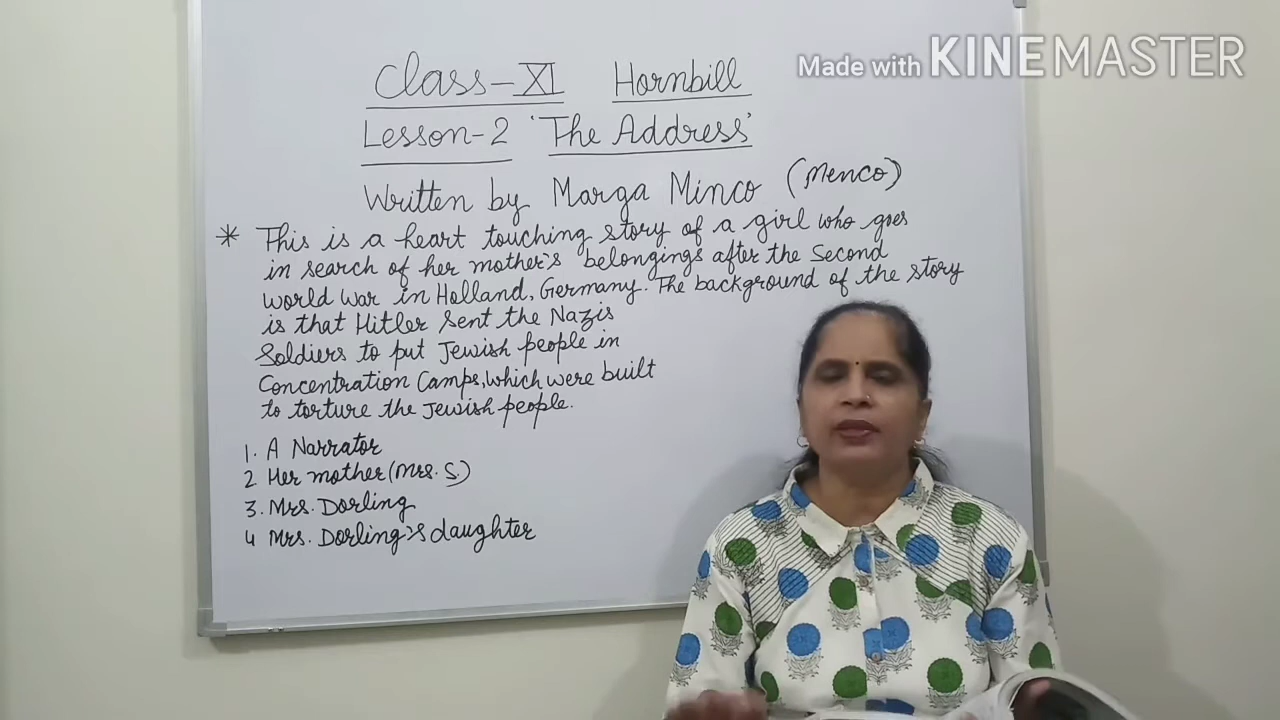 Made with KINEMASTER
Class-XI Hornbill
Lesson-2 'The Address'
Written by Marga Minco (Menco)
* This is a heart touching story of a girl who goes
in search of her mother's belongings after the Second
World War in Holland, Germany. The background of the story
is that Hitler Sent the Nazis
Soldiers to put Jewish people in
Concentration Camps, which were built
to torture the Jewish people.
1. A Narrator
2 Her mother (Mrs. S.)
3. Mrs. Dorling
4 Mrs. Dorling's daughter